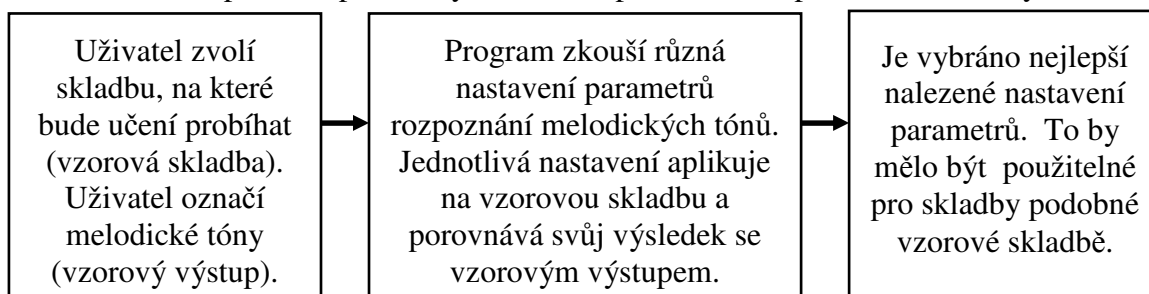 Uživatel zvolí
skladbu, na které
bude učení probíhat
(vzorová skladba).
Uživatel označí
melodické tóny
(vzorový výstup).
Program zkouší různá
nastavení parametrů
rozpoznání melodických tónů.
Jednotlivá nastavení aplikuje
na vzorovou skladbu a
porovnává svůj výsledek se
vzorovým výstupem.
Je vybráno nejlepší
nalezené nastavení
parametrů. To by
mělo být použitelné
pro skladby podobné
vzorové skladbě.